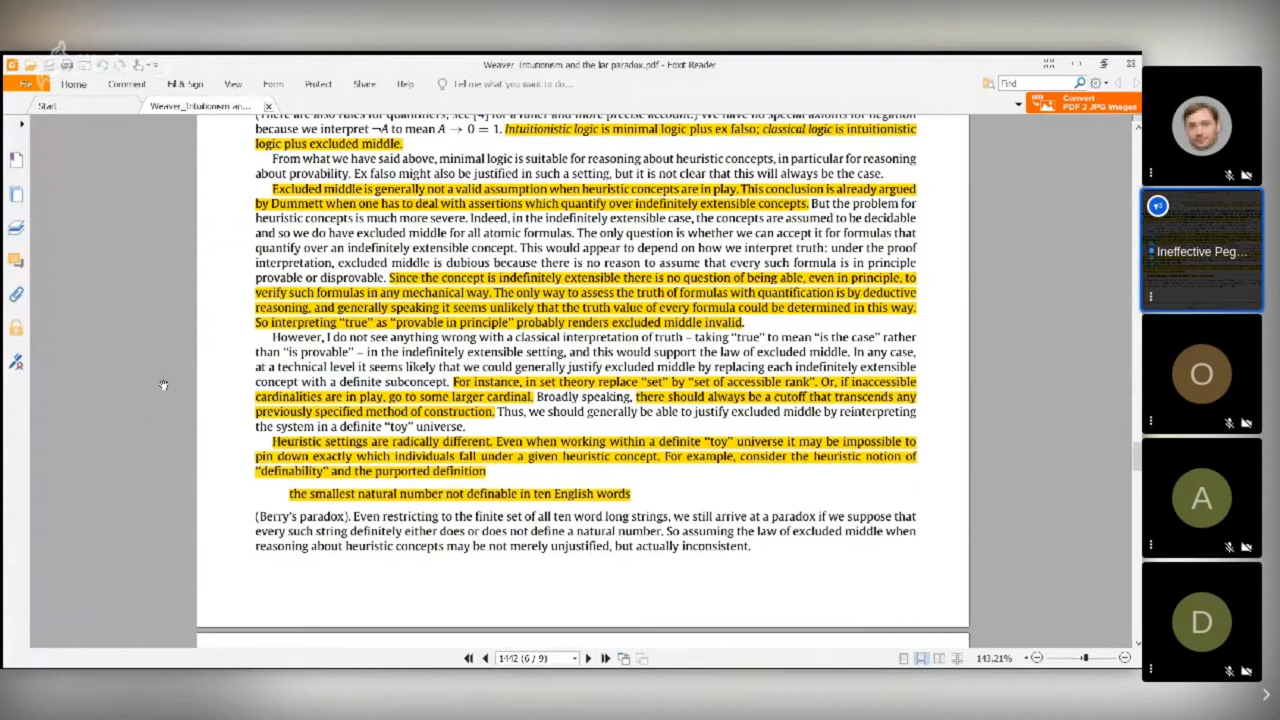 Weaver_Intuitionism and the liar paradox.pdf - Foxit Reader
File Home Comment Fill & Sign View Form Protect Share Help Tell me what you want to do... Find
Start Weaver_Intuitionism an... Convert PDF 2 JPG Images
because we interpret ¬A to mean A → 0 = 1. Intuitionistic logic is minimal logic plus ex falso; classical logic is intuitionistic
logic plus excluded middle.
From what we have said above, minimal logic is suitable for reasoning about heuristic concepts, in particular for reasoning
about provability. Ex falso might also be justified in such a setting, but it is not clear that this will always be the case.
Excluded middle is generally not a valid assumption when heuristic concepts are in play. This conclusion is already argued
by Dummett when one has to deal with assertions which quantify over indefinitely extensible concepts. But the problem for
heuristic concepts is much more severe. Indeed, in the indefinitely extensible case, the concepts are assumed to be decidable
and so we do have excluded middle for all atomic formulas. The only question is whether we can accept it for formulas that
quantify over an indefinitely extensible concept. This would appear to depend on how we interpret truth: under the proof
interpretation, excluded middle is dubious because there is no reason to assume that every such formula is in principle
provable or disprovable. Since the concept is indefinitely extensible there is no question of being able, even in principle, to
verify such formulas in any mechanical way. The only way to assess the truth of formulas with quantification is by deductive
reasoning, and generally speaking it seems unlikely that the truth value of every formula could be determined in this way.
So interpreting “true” as “provable in principle” probably renders excluded middle invalid.
However, I do not see anything wrong with a classical interpretation of truth – taking “true” to mean “is the case” rather
than “is provable” – in the indefinitely extensible setting, and this would support the law of excluded middle. In any case,
at a technical level it seems likely that we could generally justify excluded middle by replacing each indefinitely extensible
concept with a definite subconcept. For instance, in set theory replace “set” by “set of accessible rank”. Or, if inaccessible
cardinalities are in play, go to some larger cardinal. Broadly speaking, there should always be a cutoff that transcends any
previously specified method of construction. Thus, we should generally be able to justify excluded middle by reinterpreting
the system in a definite “toy” universe.
Heuristic settings are radically different. Even when working within a definite “toy” universe it may be impossible to
pin down exactly which individuals fall under a given heuristic concept. For example, consider the heuristic notion of
“definability” and the purported definition
the smallest natural number not definable in ten English words
(Berry’s paradox). Even restricting to the finite set of all ten word long strings, we still arrive at a paradox if we suppose that
every such string definitely either does or does not define a natural number. So assuming the law of excluded middle when
reasoning about heuristic concepts may be not merely unjustified, but actually inconsistent.
1442 (6 / 9) 143.21%
Ineffective Peg...
O
A
D